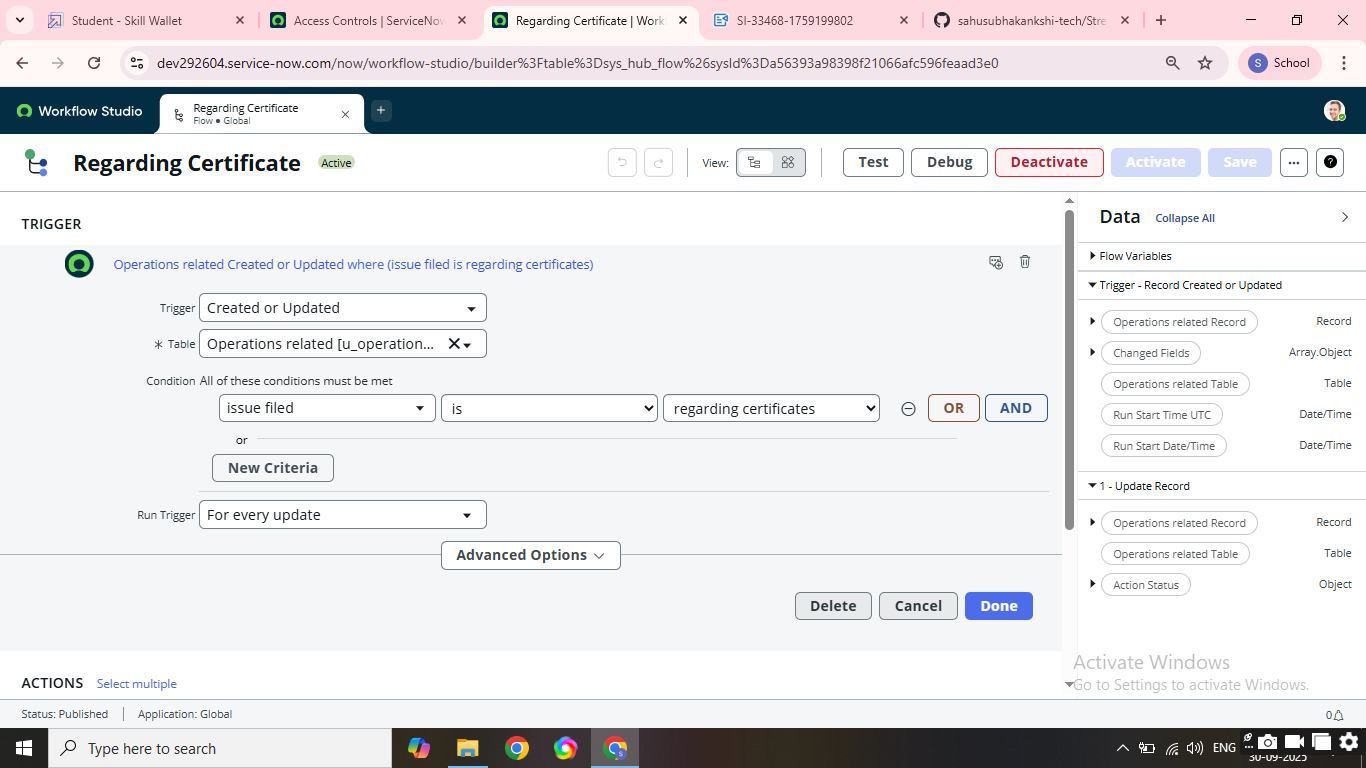 Student - Skill Wallet
Access Controls | ServiceNow
Regarding Certificate | Work
SI-33468-1759199802
sahusubhakankshi-tech/Stre
dev292604.service-now.com/now/workflow-studio/builder%3Ftable%3Dsys_hub_flow%26sysId%3Da56393a98398f21066afc596feaad3e0
S School
Workflow Studio
Regarding Certificate
Flow • Global
Regarding Certificate
Active
View:
Test
Debug
Deactivate
Activate
Save
TRIGGER
Operations related Created or Updated where (issue filed is regarding certificates)
Trigger Created or Updated
* Table Operations related [u_operation...
Condition All of these conditions must be met
issue filed is regarding certificates OR AND
or
New Criteria
Run Trigger For every update
Advanced Options
Delete Cancel Done
ACTIONS Select multiple
Data Collapse All
Flow Variables
Trigger - Record Created or Updated
Operations related Record Record
Changed Fields Array.Object
Operations related Table Table
Run Start Time UTC Date/Time
Run Start Date/Time Date/Time
1 - Update Record
Operations related Record Record
Operations related Table Table
Action Status Object
Activate Windows
Go to Settings to activate Windows.
Status: Published Application: Global
0
Type here to search
ENG
30-09-2025